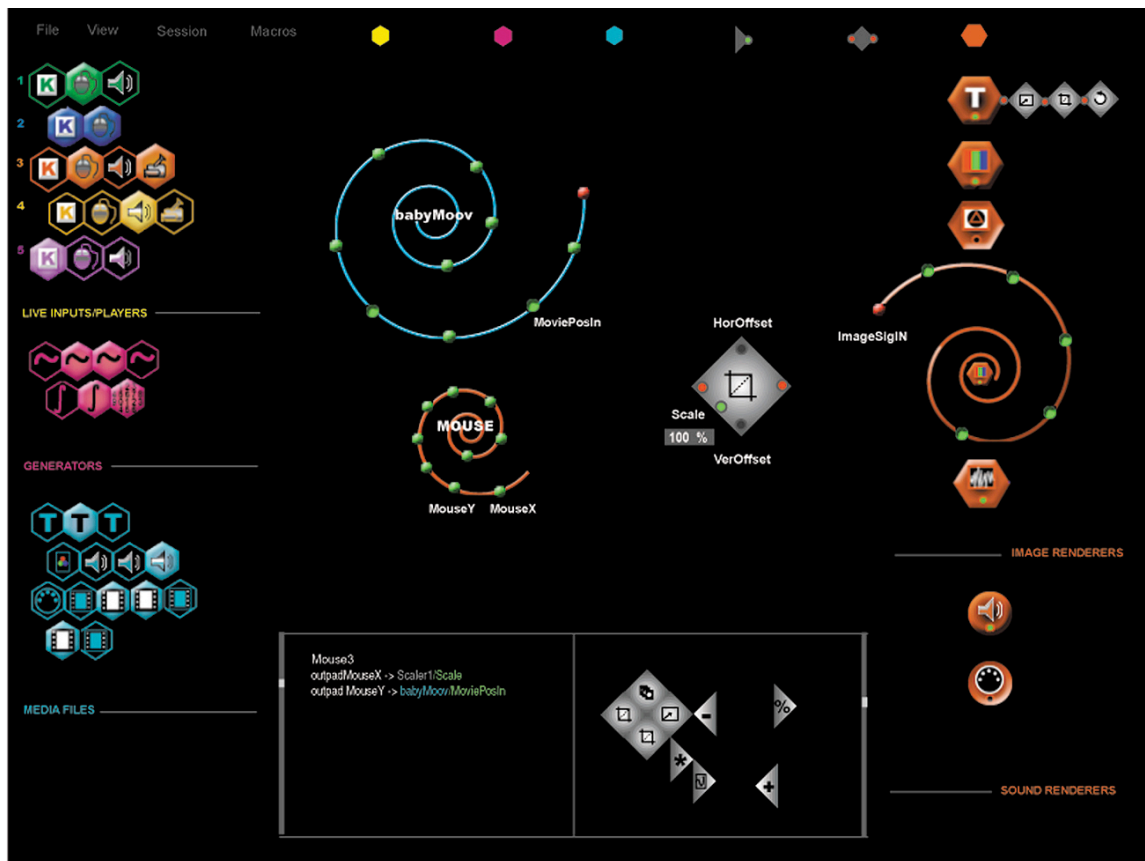 File View Session Macros
1 K
2 K
3 K
4 K
5 K
LIVE INPUTS/PLAYERS
GENERATORS
T T T
MEDIA FILES
babyMoov
MoviePosIn
MOUSE
MouseY MouseX
HorOffset
Scale
100 %
VerOffset
T
ImageSigIN
IMAGE RENDERERS
SOUND RENDERERS
Mouse3
outpadMouseX -> Scaler1/Scale
outpad MouseY -> babyMoov/MoviePosIn
- %
*
+